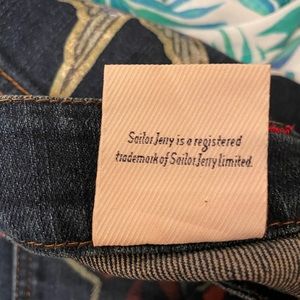 Sailor Jerry is a registered
trademark of Sailor Jerry limited.